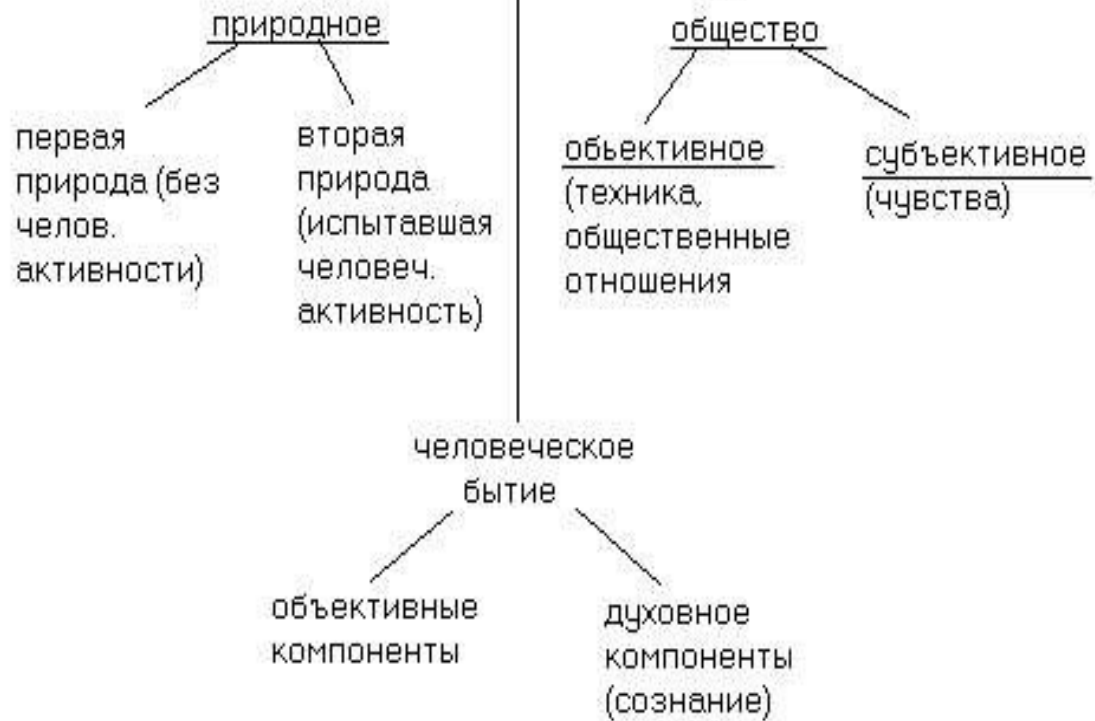 природное
первая
природа (без
челов.
активности)
вторая
природа
(испытавшая
человеч.
активность)
общество
обьективное
(техника,
общественные
отношения
субъективное
(чувства)
человеческое
бытие
объективные
компоненты
духовное
компоненты
(сознание)